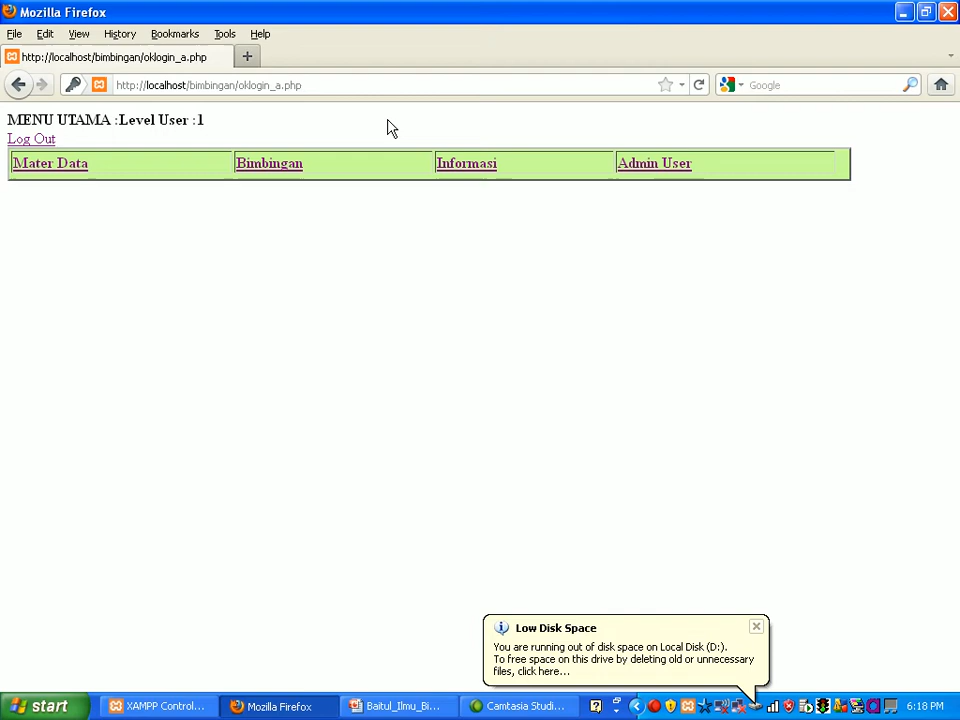 Mozilla Firefox
File Edit View History Bookmarks Tools Help
http://localhost/bimbingan/oklogin_a.php
http://localhost/bimbingan/oklogin_a.php Google
MENU UTAMA :Level User :1
Log Out
Mater Data Bimbingan Informasi Admin User
Low Disk Space
You are running out of disk space on Local Disk (D:).
To free space on this drive by deleting old or unnecessary
files, click here...
start XAMPP Control... Mozilla Firefox Baitul_Ilmu_Bi... Camtasia Studi... 6:18 PM